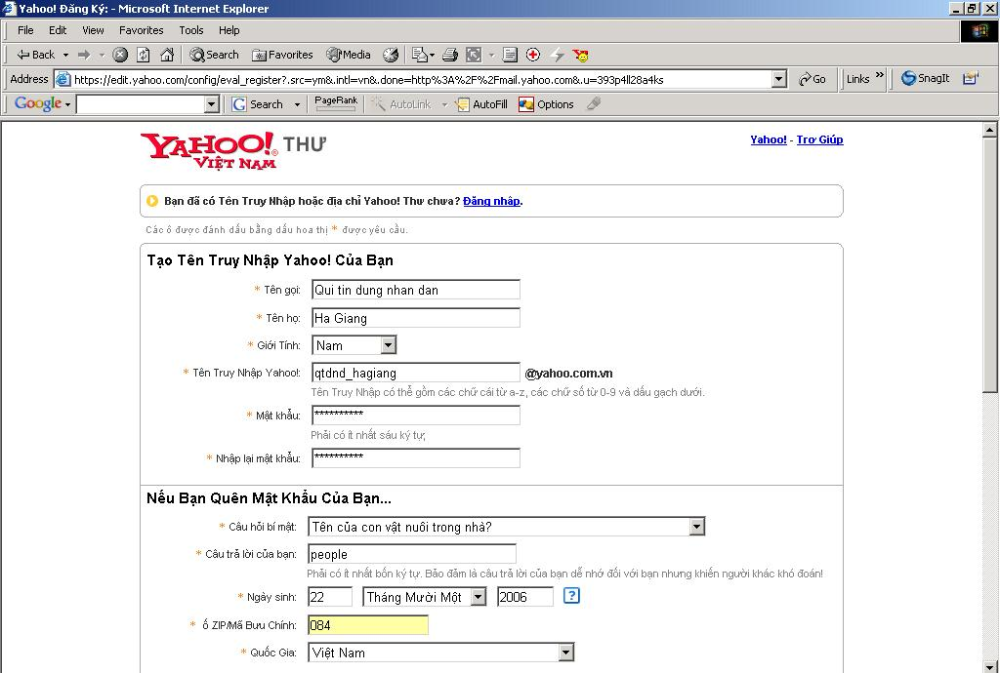 Yahoo! Đăng Ký: - Microsoft Internet Explorer
File Edit View Favorites Tools Help
Back Search Favorites Media
Address https://edit.yahoo.com/config/eval_register?.src=vm&.intl=vn&.done=http%3A%2F%2Fmail.yahoo.com&.u=393p4ll28a4ks Go Links » SnagIt
Google Search PageRank AutoLink AutoFill Options
YAHOO! THƯ
VIỆT NAM
Yahoo! - Trợ Giúp
Bạn đã có Tên Truy Nhập hoặc địa chỉ Yahoo! Thư chưa? Đăng nhập.
Các ô được đánh dấu bằng dấu hoa thị * được yêu cầu.
Tạo Tên Truy Nhập Yahoo! Của Bạn
* Tên gọi: Qui tin dung nhan dan
* Tên họ: Ha Giang
* Giới Tính: Nam
* Tên Truy Nhập Yahoo!: qtdnd_hagiang @yahoo.com.vn
Tên Truy Nhập có thể gồm các chữ cái từ a-z, các chữ số từ 0-9 và dấu gạch dưới.
* Mật khẩu: **********
Phải có ít nhất sáu ký tự;
* Nhập lại mật khẩu: **********
Nếu Bạn Quên Mật Khẩu Của Bạn...
* Câu hỏi bí mật: Tên của con vật nuôi trong nhà?
* Câu trả lời của bạn: people
Phải có ít nhất bốn ký tự. Bảo đảm là câu trả lời của bạn dễ nhớ đối với bạn nhưng khiến người khác khó đoán!
* Ngày sinh: 22 Tháng Mười Một 2006 ?
* ố ZIP/Mã Bưu Chính: 084
* Quốc Gia: Việt Nam